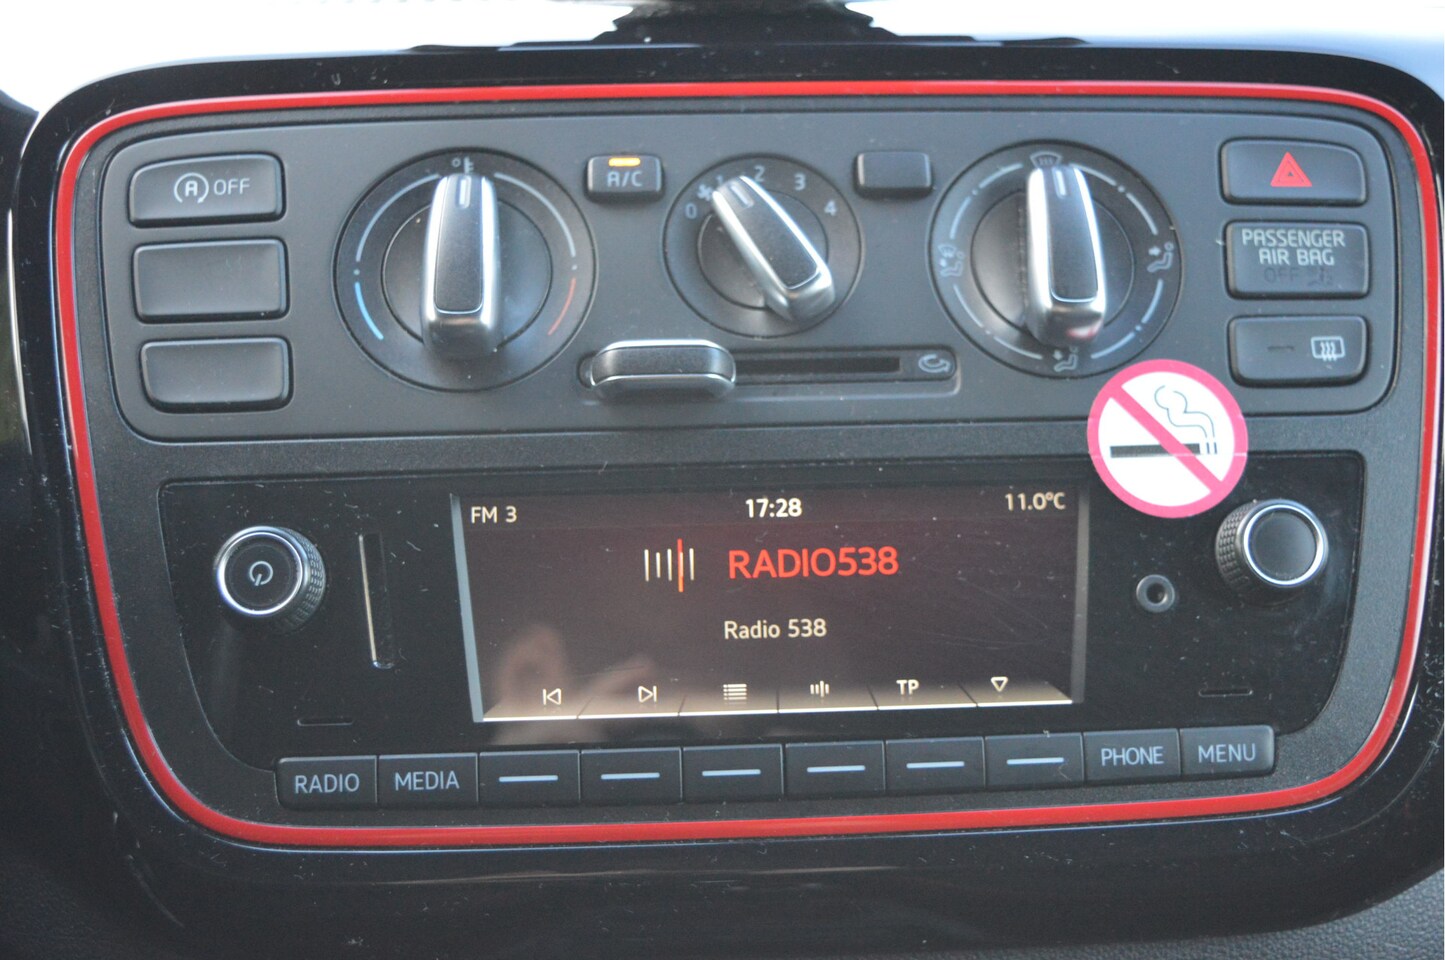 (A) OFF
A/C
0 1 2 3 4
PASSENGER
AIR BAG
OFF
FM 3 17:28 11.0°C
RADIO538
Radio 538
TP
RADIO MEDIA PHONE MENU